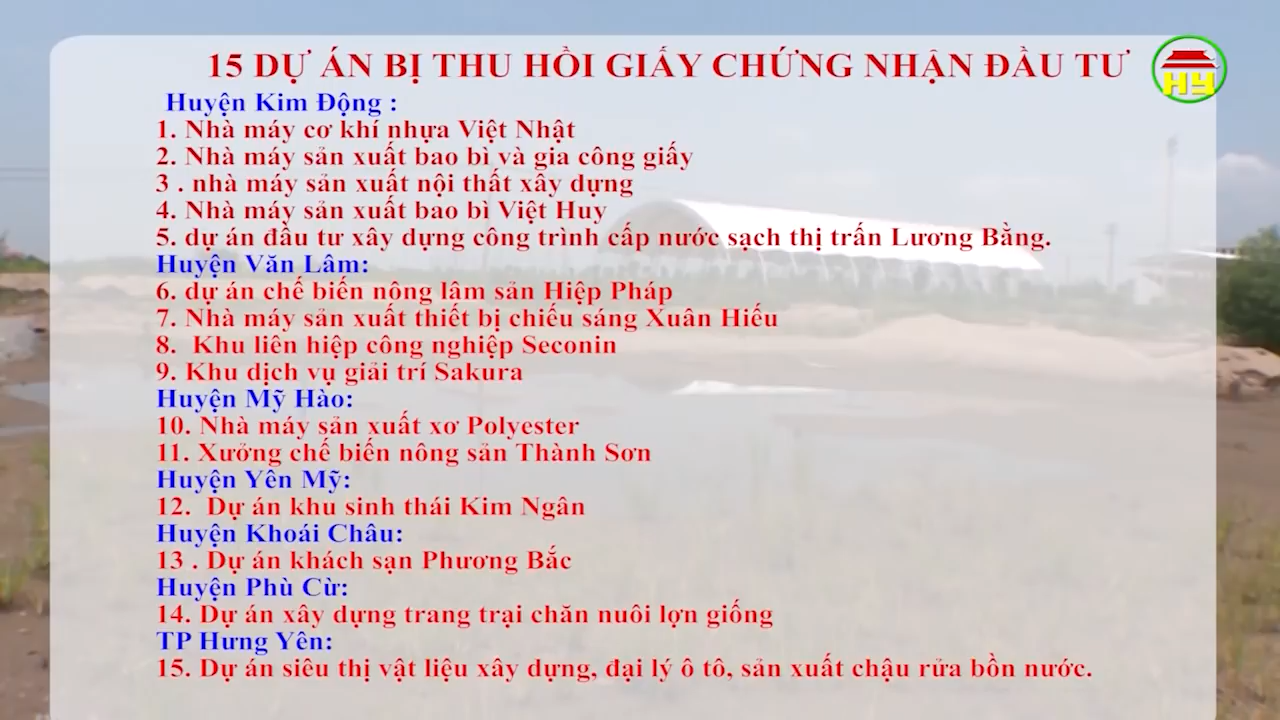 15 DỰ ÁN BỊ THU HỒI GIẤY CHỨNG NHẬN ĐẦU TƯ
HY
Huyện Kim Động :
1. Nhà máy cơ khí nhựa Việt Nhật
2. Nhà máy sản xuất bao bì và gia công giấy
3 . nhà máy sản xuất nội thất xây dựng
4. Nhà máy sản xuất bao bì Việt Huy
5. dự án đầu tư xây dựng công trình cấp nước sạch thị trấn Lương Bằng.
Huyện Văn Lâm:
6. dự án chế biến nông lâm sản Hiệp Pháp
7. Nhà máy sản xuất thiết bị chiếu sáng Xuân Hiếu
8. Khu liên hiệp công nghiệp Seconin
9. Khu dịch vụ giải trí Sakura
Huyện Mỹ Hào:
10. Nhà máy sản xuất xơ Polyester
11. Xưởng chế biến nông sản Thành Sơn
Huyện Yên Mỹ:
12. Dự án khu sinh thái Kim Ngân
Huyện Khoái Châu:
13 . Dự án khách sạn Phương Bắc
Huyện Phù Cừ:
14. Dự án xây dựng trang trại chăn nuôi lợn giống
TP Hưng Yên:
15. Dự án siêu thị vật liệu xây dựng, đại lý ô tô, sản xuất chậu rửa bồn nước.